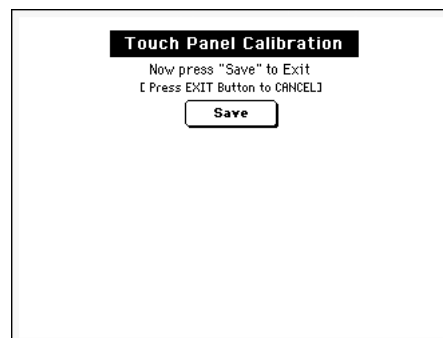 Touch Panel Calibration
Now press "Save" to Exit
[ Press EXIT Button to CANCEL]
Save